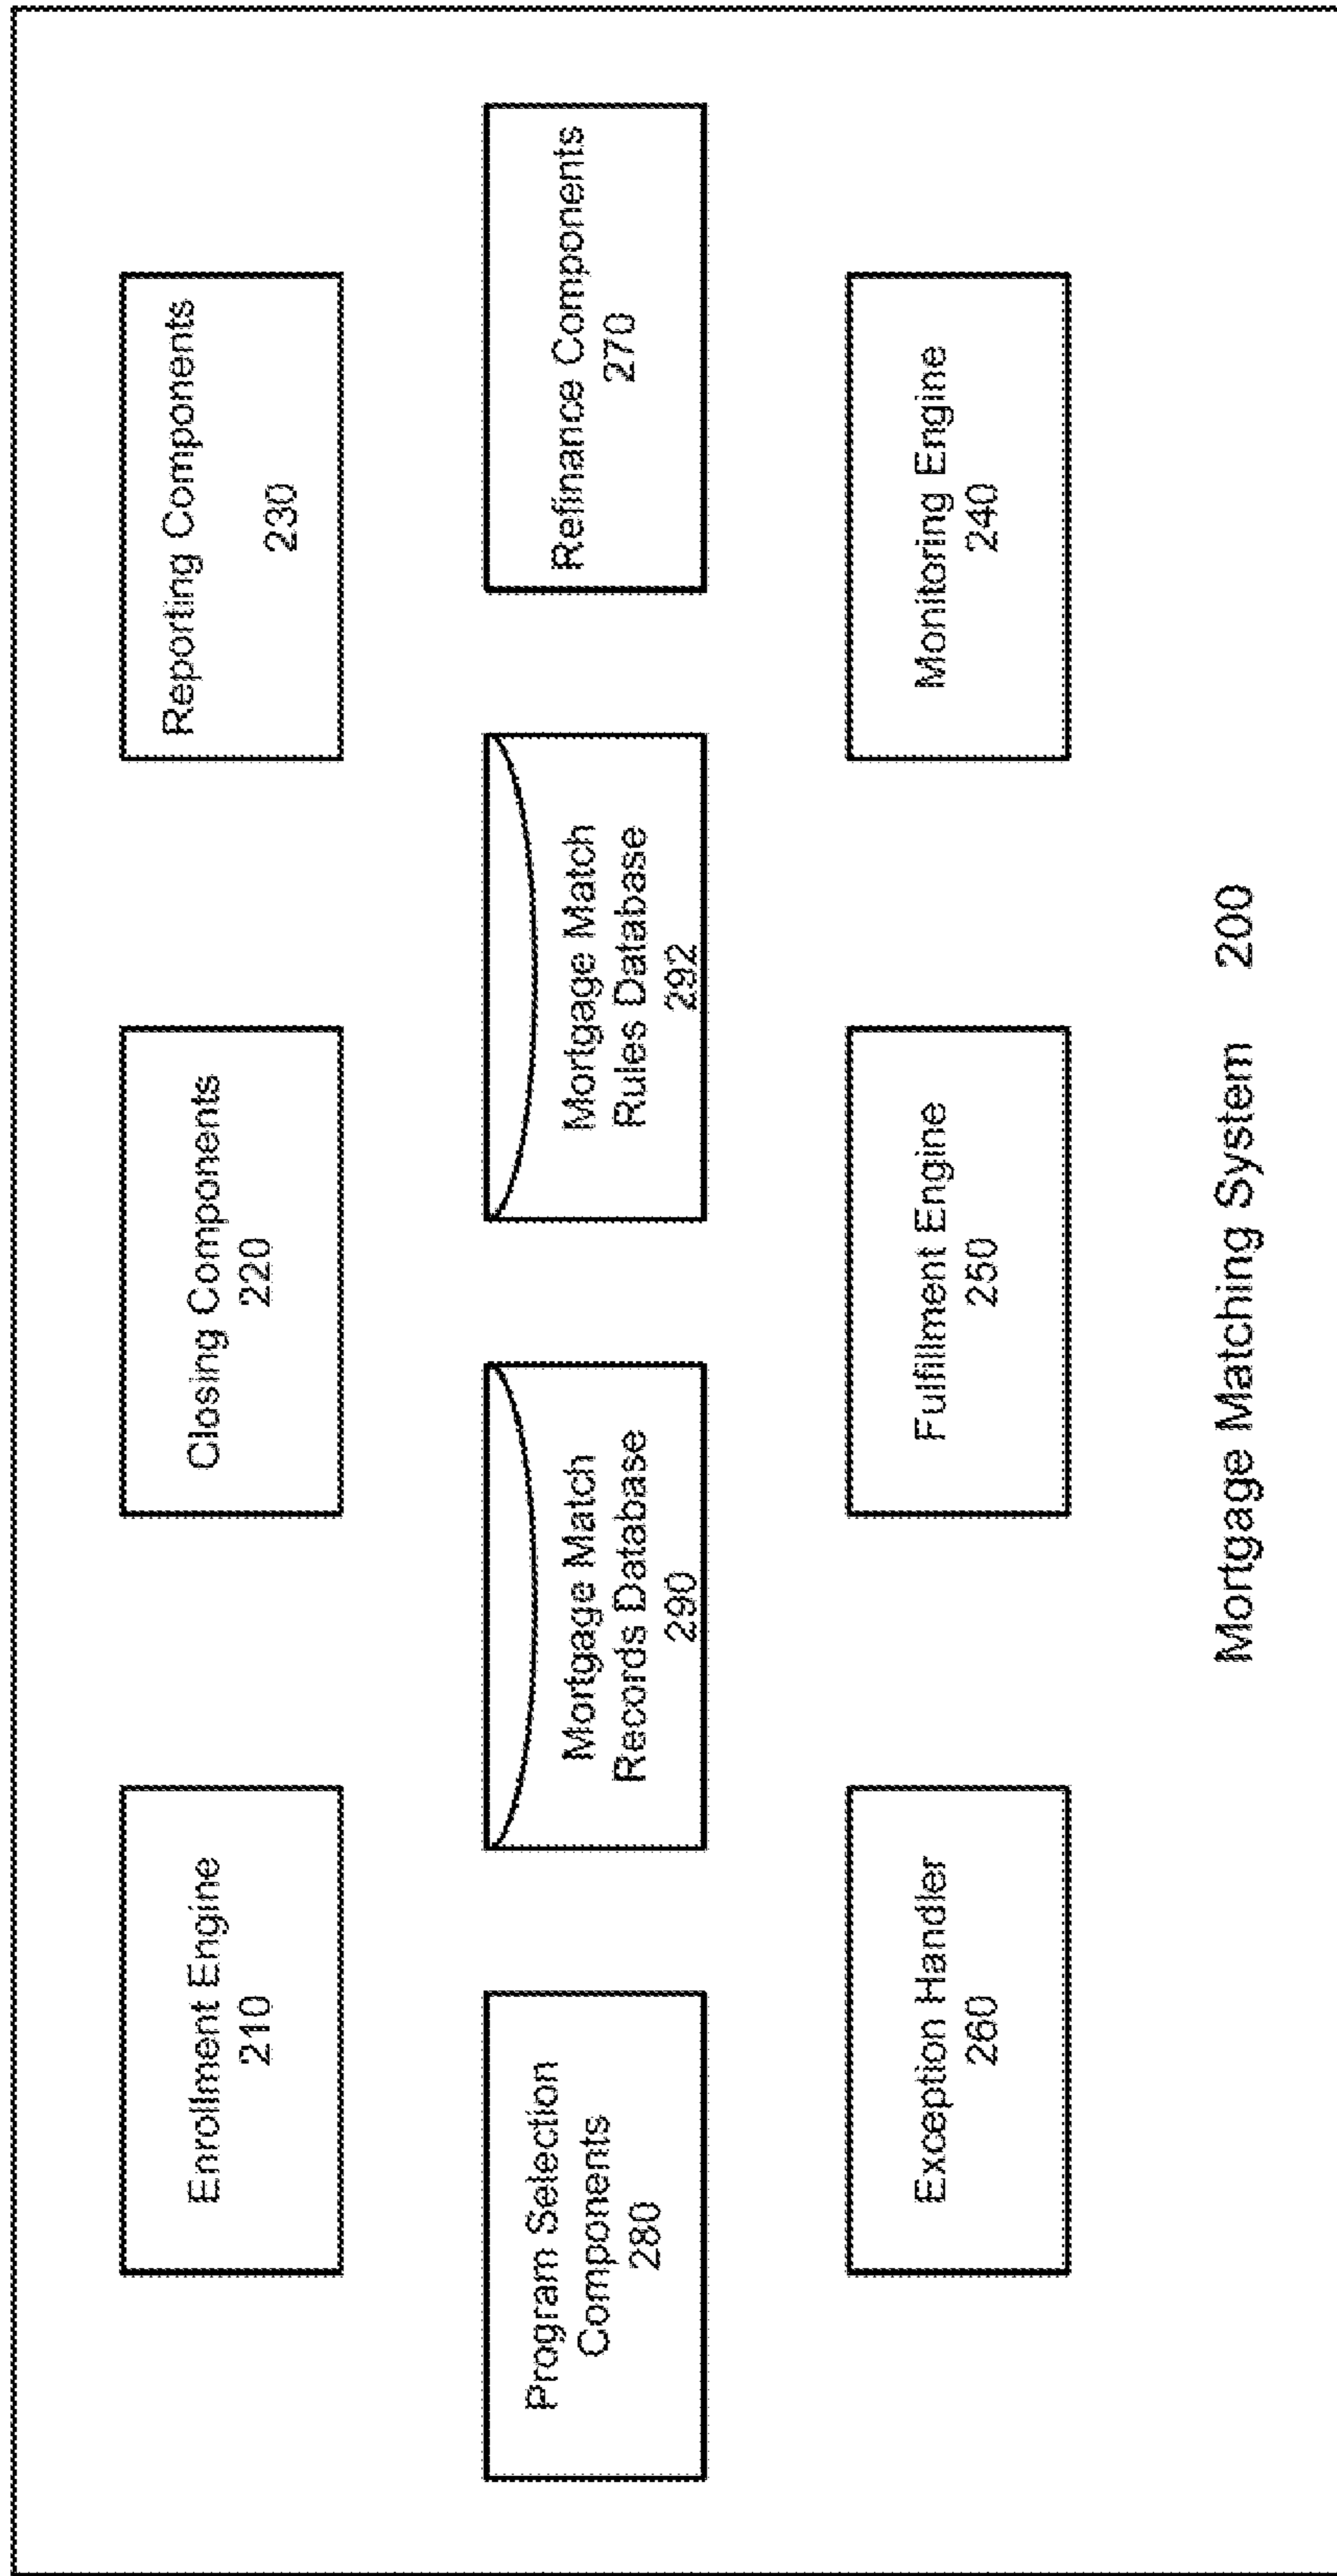 Enrollment Engine
210
Closing Components
220
Reporting Components
230
Program Selection
Components
280
Mortgage Match
Records Database
290
Mortgage Match
Rules Database
292
Refinance Components
270
Exception Handler
260
Fulfillment Engine
250
Monitoring Engine
240
Mortgage Matching System 200